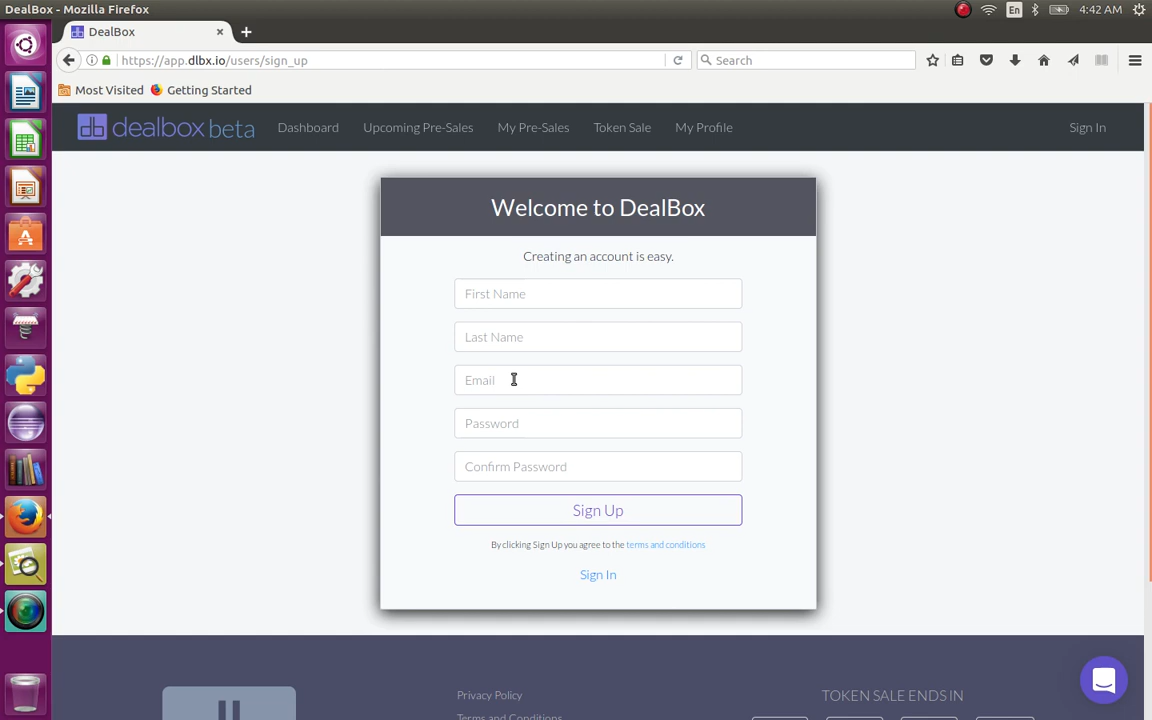 DealBox - Mozilla Firefox
En
4:42 AM
DealBox
https://app.dlbx.io/users/sign_up
Search
Most Visited
Getting Started
dealbox beta
Dashboard
Upcoming Pre-Sales
My Pre-Sales
Token Sale
My Profile
Sign In
Welcome to DealBox
Creating an account is easy.
First Name
Last Name
Email
Password
Confirm Password
Sign Up
By clicking Sign Up you agree to the terms and conditions
Sign In
Privacy Policy
Terms and Conditions
TOKEN SALE ENDS IN